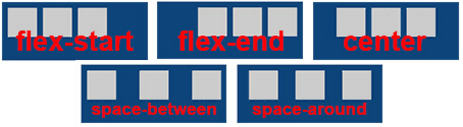 flex-start
flex-end
center
space-between
space-around